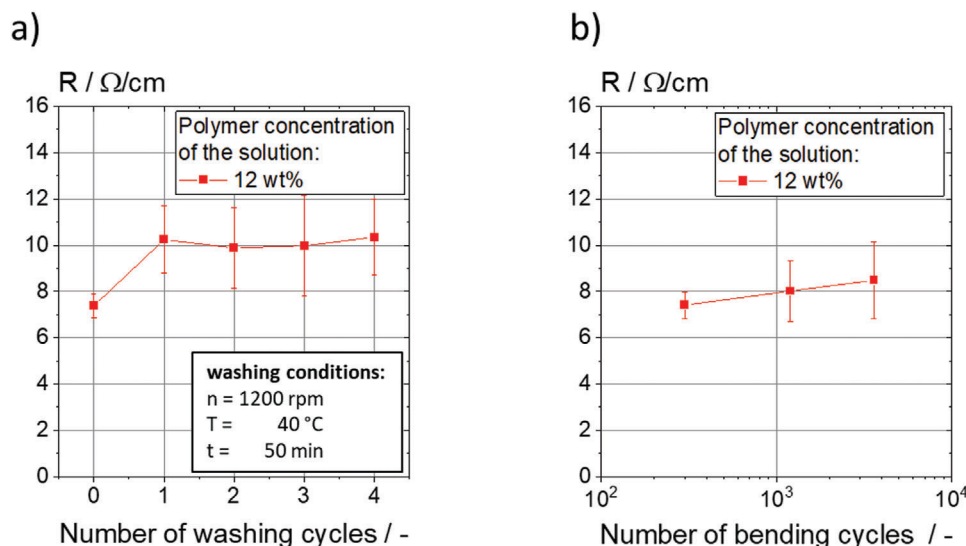 a)
R / Ω/cm
16
14
12
10
8
6
4
2
0
Polymer concentration
of the solution:
12 wt%
washing conditions:
n = 1200 rpm
T = 40 °C
t = 50 min
0 1 2 3 4
Number of washing cycles / -
b)
R / Ω/cm
16
14
12
10
8
6
4
2
0
Polymer concentration
of the solution:
12 wt%
10² 10³ 10⁴
Number of bending cycles / -